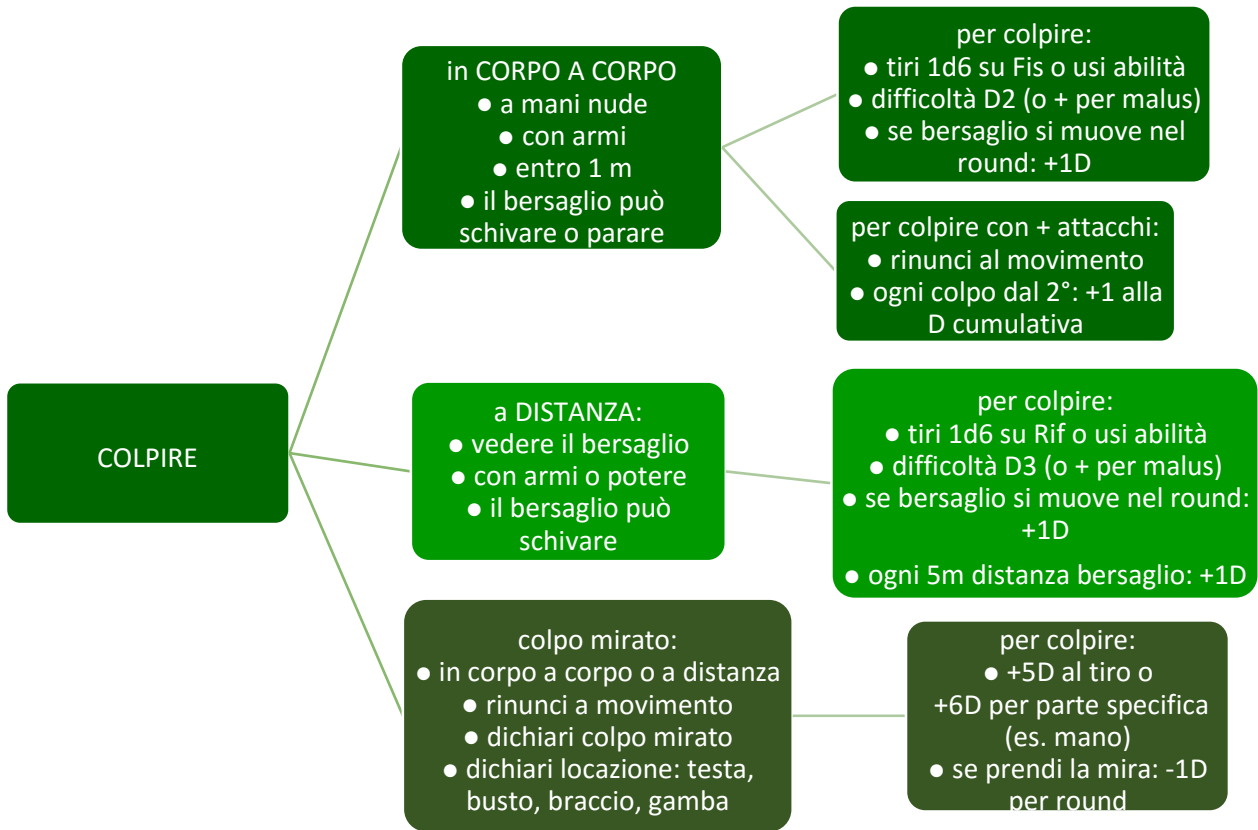 COLPIRE
in CORPO A CORPO
● a mani nude
● con armi
● entro 1 m
● il bersaglio può
schivare o parare
per colpire:
● tiri 1d6 su Fis o usi abilità
● difficoltà D2 (o + per malus)
● se bersaglio si muove nel
round: +1D
per colpire con + attacchi:
● rinunci al movimento
● ogni colpo dal 2°: +1 alla
D cumulativa
a DISTANZA:
● vedere il bersaglio
● con armi o potere
● il bersaglio può
schivare
per colpire:
● tiri 1d6 su Rif o usi abilità
● difficoltà D3 (o + per malus)
● se bersaglio si muove nel round:
+1D
● ogni 5m distanza bersaglio: +1D
colpo mirato:
● in corpo a corpo o a distanza
● rinunci a movimento
● dichiari colpo mirato
● dichiari locazione: testa,
busto, braccio, gamba
per colpire:
● +5D al tiro o
+6D per parte specifica
(es. mano)
● se prendi la mira: -1D
per round